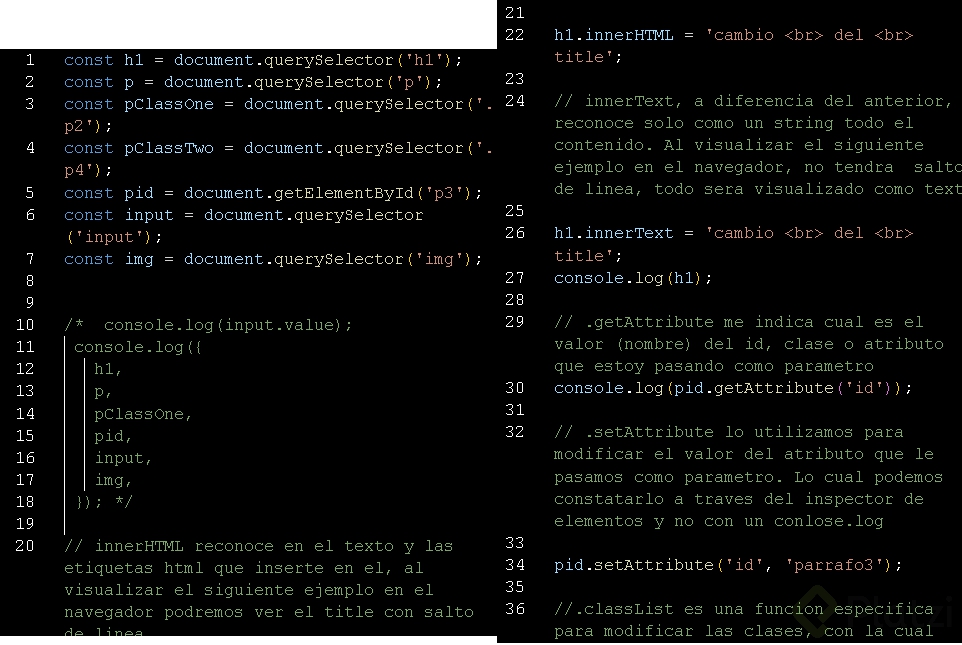 1 const h1 = document.querySelector('h1');
2 const p = document.querySelector('p');
3 const pClassOne = document.querySelector('.
p2');
4 const pClassTwo = document.querySelector('.
p4');
5 const pid = document.getElementById('p3');
6 const input = document.querySelector
('input');
7 const img = document.querySelector('img');
8
9
10 /*  console.log(input.value);
11 console.log({
12 h1,
13 p,
14 pClassOne,
15 pid,
16 input,
17 img,
18 }); */
19
20 // innerHTML reconoce en el texto y las
etiquetas html que inserte en el, al
visualizar el siguiente ejemplo en el
navegador podremos ver el title con salto
de linea
21
22 h1.innerHTML = 'cambio <br> del <br>
title';
23
24 // innerText, a diferencia del anterior,
reconoce solo como un string todo el
contenido. Al visualizar el siguiente
ejemplo en el navegador, no tendra  salto
de linea, todo sera visualizado como text
25
26 h1.innerText = 'cambio <br> del <br>
title';
27 console.log(h1);
28
29 // .getAttribute me indica cual es el
valor (nombre) del id, clase o atributo
que estoy pasando como parametro
30 console.log(pid.getAttribute('id'));
31
32 // .setAttribute lo utilizamos para
modificar el valor del atributo que le
pasamos como parametro. Lo cual podemos
constatarlo a traves del inspector de
elementos y no con un conlose.log
33
34 pid.setAttribute('id', 'parrafo3');
35
36 //.classList es una funcion especifica
para modificar las clases, con la cual
Platzi